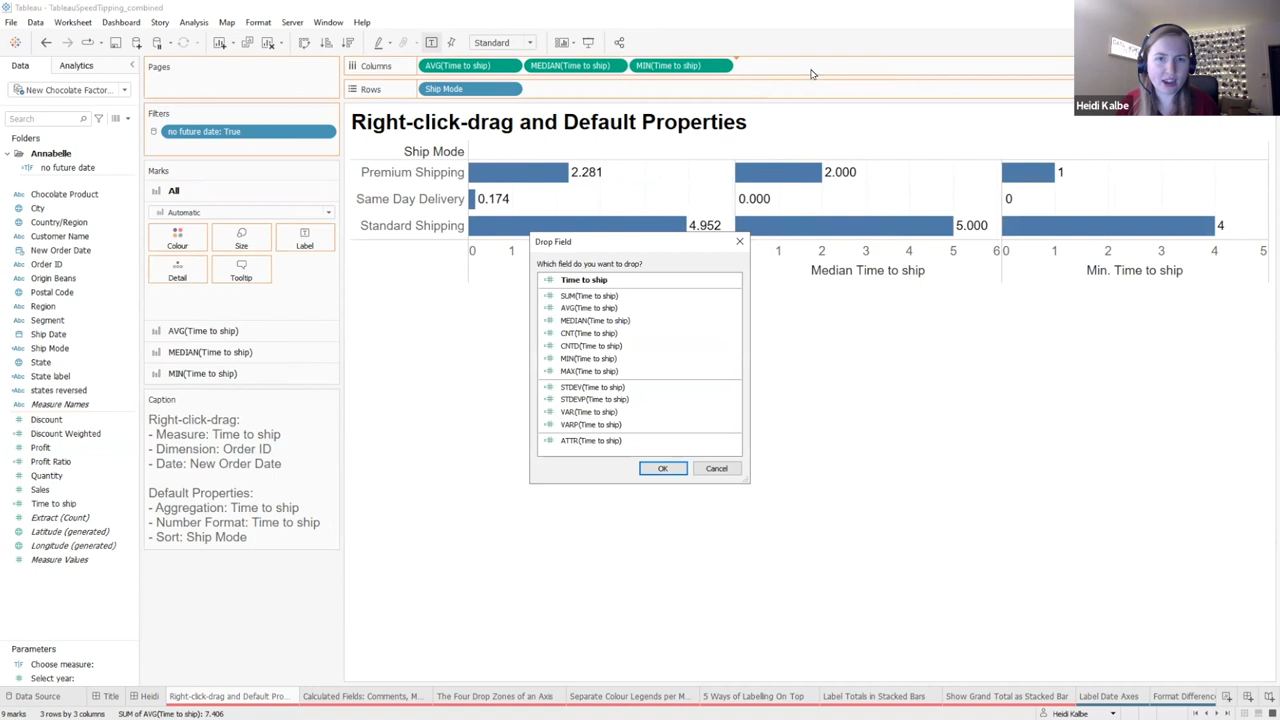 Tableau - TableauSpeedTipping_combined
File Data Worksheet Dashboard Story Analysis Map Format Server Window Help
Standard
Data Analytics
New Chocolate Factor...
Search
Folders
Annabelle
no future date
Chocolate Product
City
Country/Region
Customer Name
New Order Date
Order ID
Origin Beans
Postal Code
Region
Segment
Ship Date
Ship Mode
State
State label
states reversed
Measure Names
Discount
Discount Weighted
Profit
Profit Ratio
Quantity
Sales
Time to ship
Extract (Count)
Latitude (generated)
Longitude (generated)
Measure Values
Parameters
Choose measure:
Select year:
Pages
Filters
no future date: True
Marks
All
Automatic
Colour Size Label
Detail Tooltip
AVG(Time to ship)
MEDIAN(Time to ship)
MIN(Time to ship)
Caption
Right-click-drag:
- Measure: Time to ship
- Dimension: Order ID
- Date: New Order Date
Default Properties:
- Aggregation: Time to ship
- Number Format: Time to ship
- Sort: Ship Mode
Columns AVG(Time to ship) MEDIAN(Time to ship) MIN(Time to ship)
Rows Ship Mode
Right-click-drag and Default Properties
Ship Mode
Premium Shipping 2.281 2.000 1
Same Day Delivery 0.174 0.000 0
Standard Shipping 4.952 5.000 4
0 1 2 3 4 5 6 0 1 2 3 4 5
Median Time to ship Min. Time to ship
Drop Field
Which field do you want to drop?
Time to ship
SUM(Time to ship)
AVG(Time to ship)
MEDIAN(Time to ship)
CNT(Time to ship)
CNTD(Time to ship)
MIN(Time to ship)
MAX(Time to ship)
STDEV(Time to ship)
STDEVP(Time to ship)
VAR(Time to ship)
VARP(Time to ship)
ATTR(Time to ship)
OK Cancel
Heidi Kalbe
Data Source Title Heidi Right-click-drag and Default Pro... Calculated Fields: Comments, M... The Four Drop Zones of an Axis Separate Colour Legends per M... 5 Ways of Labelling On Top Label Totals in Stacked Bars Show Grand Total as Stacked Bar Label Date Axes Format Difference
9 marks 3 rows by 3 columns SUM of AVG(Time to ship): 7.406 Heidi Kalbe